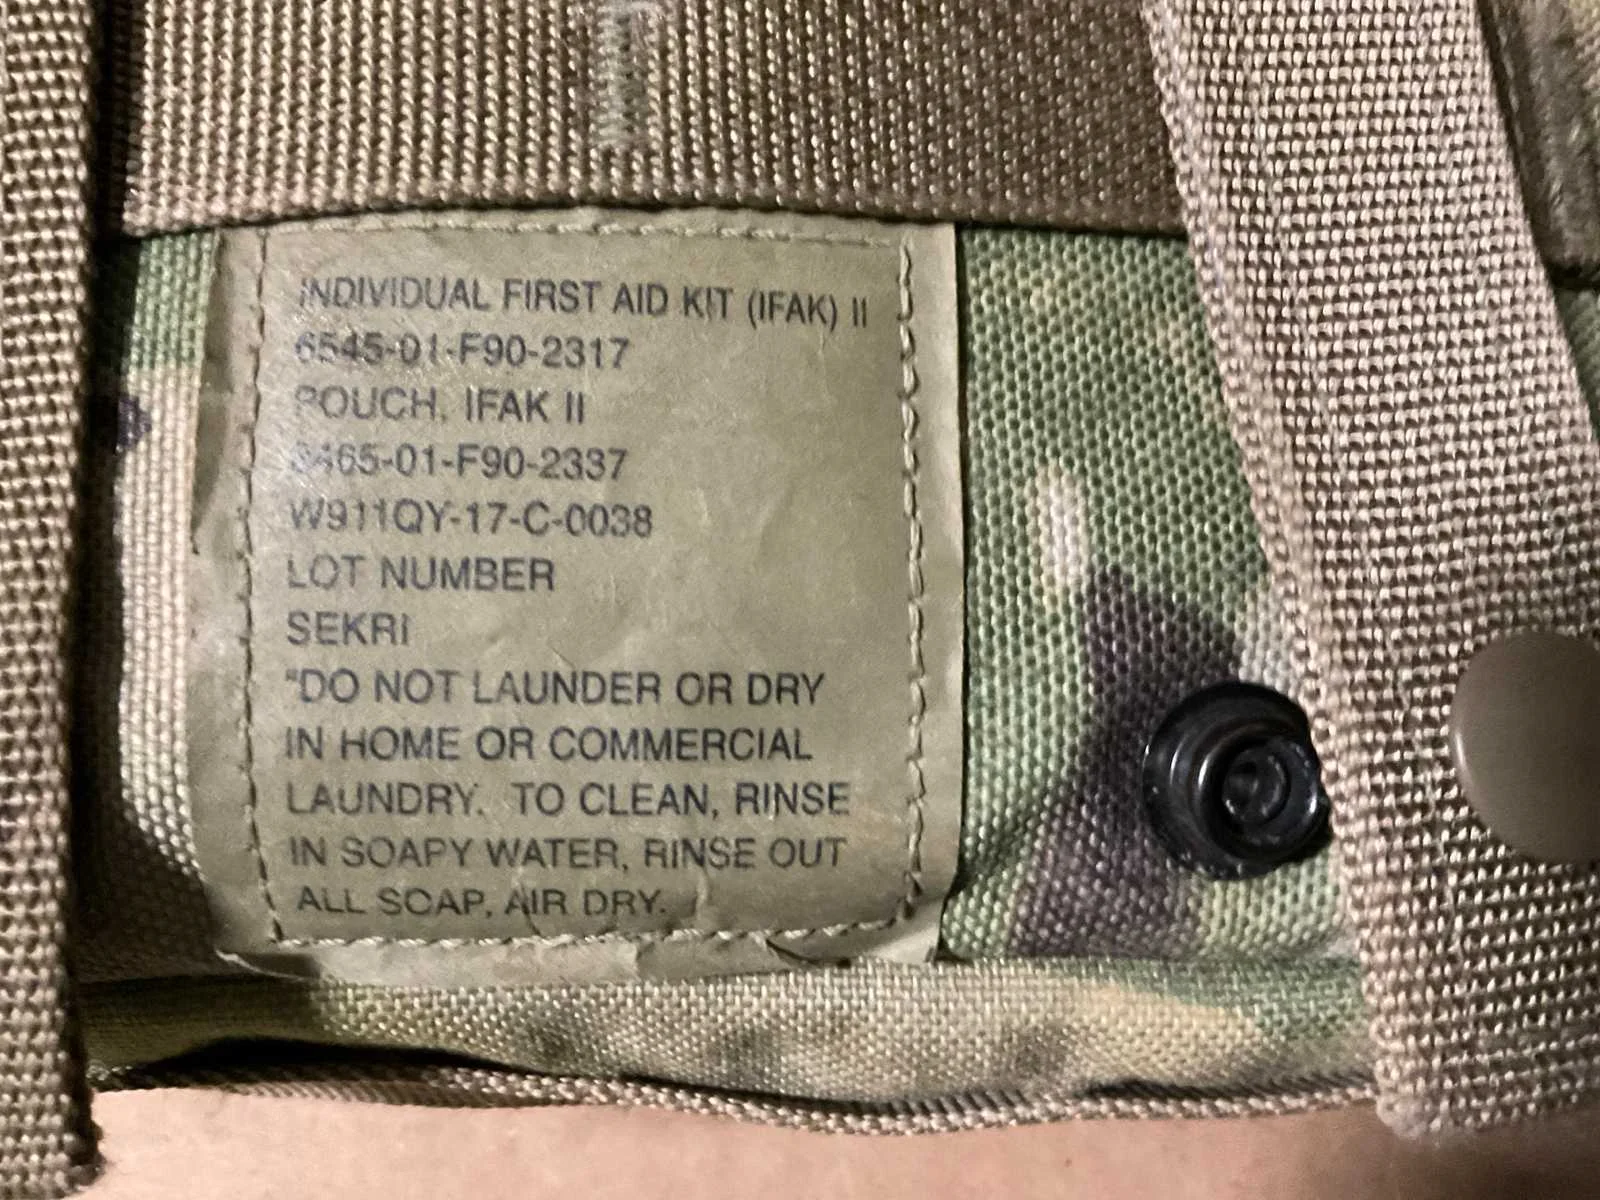 INDIVIDUAL FIRST AID KIT (IFAK) II
6545-01-F90-2317
POUCH, IFAK II
8465-01-F90-2337
W911QY-17-C-0038
LOT NUMBER
SEKRI
"DO NOT LAUNDER OR DRY
IN HOME OR COMMERCIAL
LAUNDRY. TO CLEAN, RINSE
IN SOAPY WATER, RINSE OUT
ALL SOAP, AIR DRY.